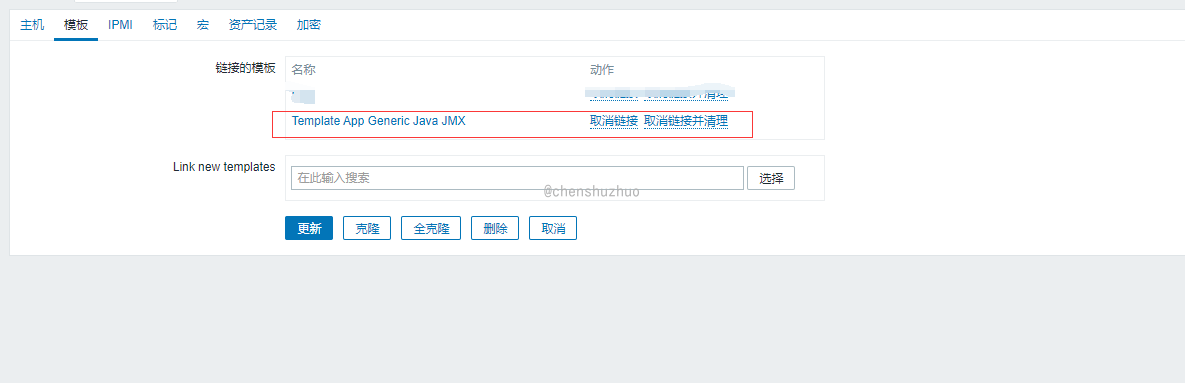 主机 模板 IPMI 标记 宏 资产记录 加密
链接的模板 名称 动作
Template App Generic Java JMX 取消链接 取消链接并清理
Link new templates 在此输入搜索 选择
@chenshuzhuo
更新 克隆 全克隆 删除 取消